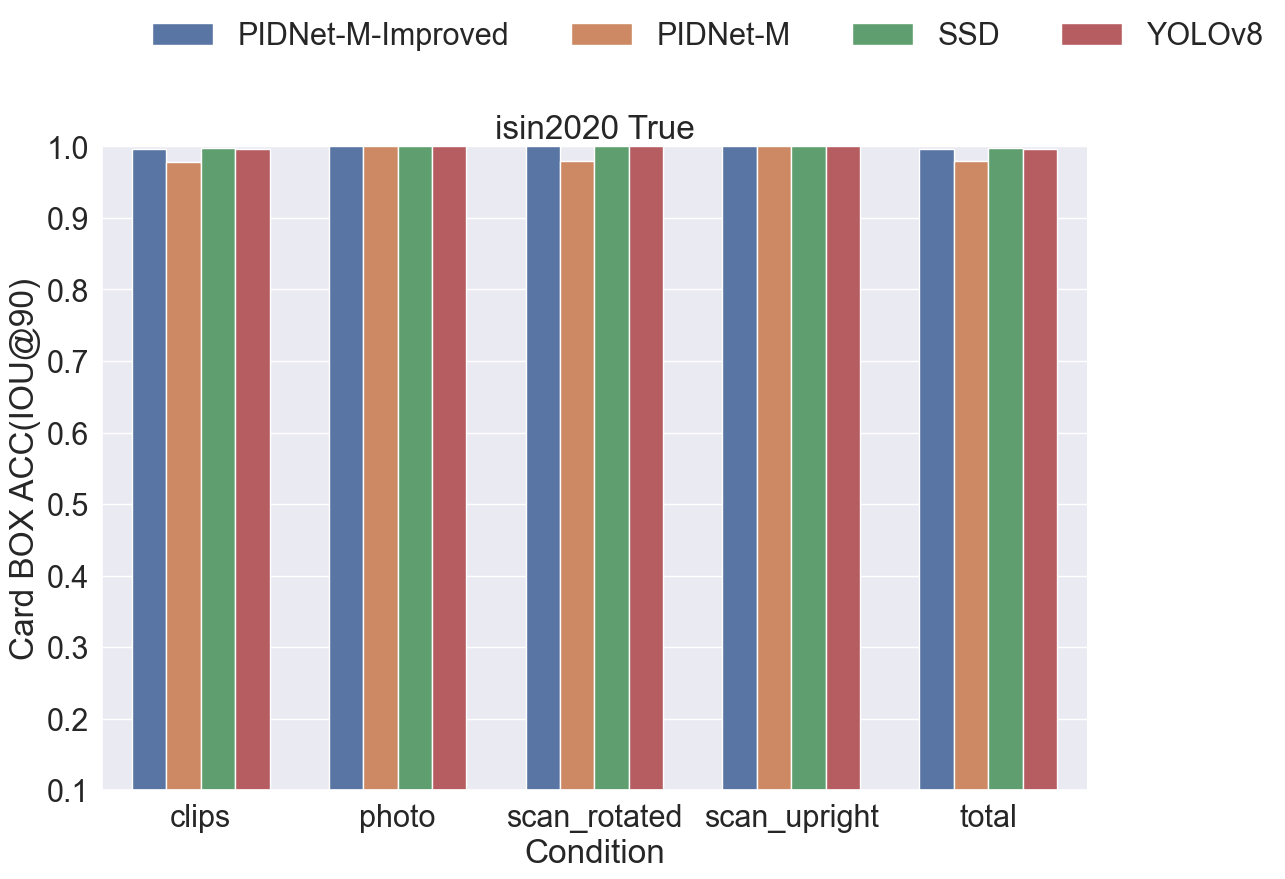 PIDNet-M-Improved PIDNet-M SSD YOLOv8
isin2020 True
Card BOX ACC(IOU@90)
1.0
0.9
0.8
0.7
0.6
0.5
0.4
0.3
0.2
0.1
clips photo scan_rotated scan_upright total
Condition